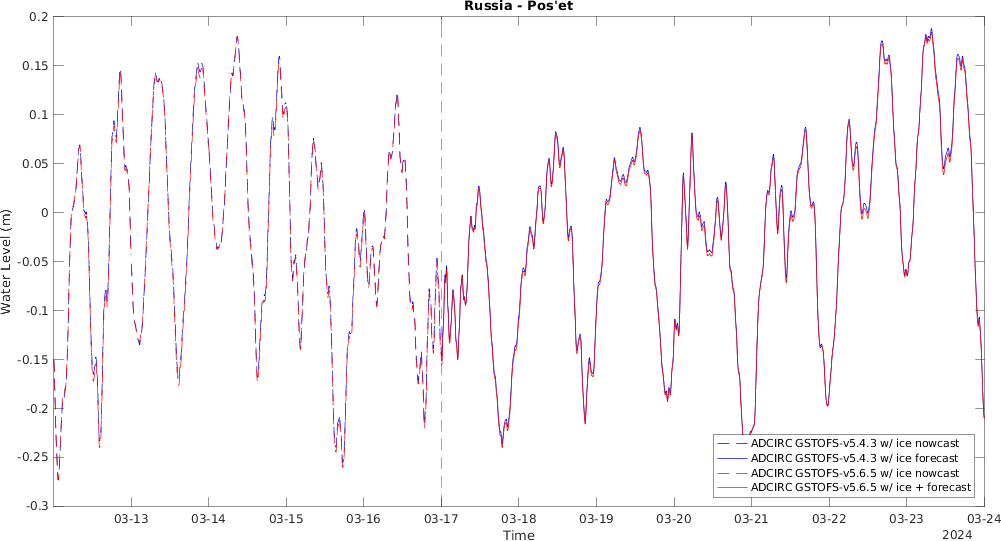 Russia - Pos'et
0.2
0.15
0.1
0.05
0
-0.05
-0.1
-0.15
-0.2
-0.25
-0.3
Water Level (m)
ADCIRC GSTOFS-v5.4.3 w/ ice nowcast
ADCIRC GSTOFS-v5.4.3 w/ ice forecast
ADCIRC GSTOFS-v5.6.5 w/ ice nowcast
ADCIRC GSTOFS-v5.6.5 w/ ice + forecast
03-13 03-14 03-15 03-16 03-17 03-18 03-19 03-20 03-21 03-22 03-23 03-24
Time
2024